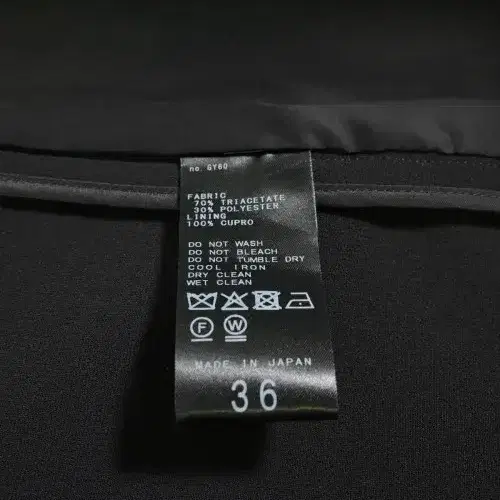 no. GY60
FABRIC
70% TRIACETATE
30% POLYESTER
LINING
100% CUPRO
DO NOT WASH
DO NOT BLEACH
DO NOT TUMBLE DRY
COOL IRON
DRY CLEAN
WET CLEAN
F W
MADE IN JAPAN
36